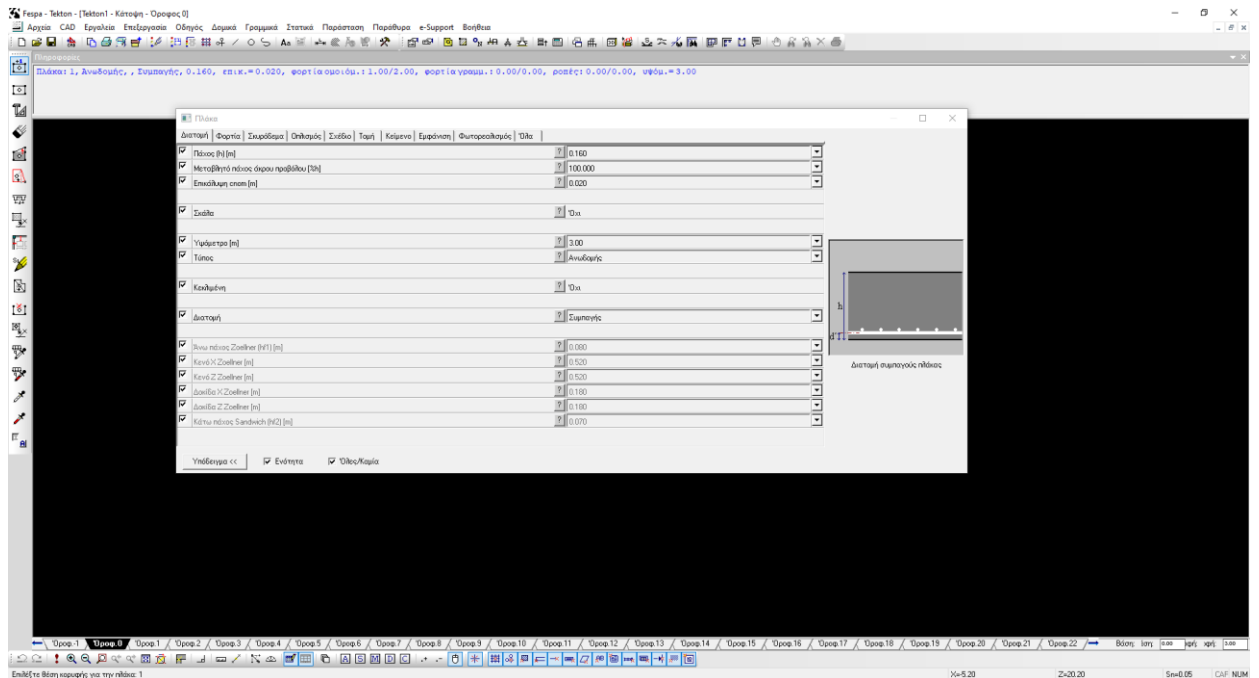 Fespa - Tekton - [Tekton1 - Κάτοψη - Όροφος 0]
Αρχεία CAD Εργαλεία Επεξεργασία Οδηγός Δομικά Γραμμικά Στατικά Παράσταση Παράθυρα e-Support Βοήθεια
Πληροφορίες
Πλάκα: 1, Ανωδομής, , Συμπαγής, 0.160, επικ.=0.020, φορτία ομοιόμ.: 1.00/2.00, φορτία γραμμ.: 0.00/0.00, ροπές: 0.00/0.00, υψόμ.=3.00
Πλάκα
Διατομή Φορτία Σκυρόδεμα Οπλισμός Σχέδιο Τομή Κείμενο Εμφάνιση Φωτορεαλισμός Όλα
Πάχος (h) [m] ? 0.160
Μεταβλητό πάχος άκρου προβόλου [%h] ? 100.000
Επικάλυψη cnom [m] ? 0.020
Σκάλα ? Όχι
Υψόμετρο [m] ? 3.00
Τύπος ? Ανωδομής
Κεκλιμένη ? Όχι
Διατομή ? Συμπαγής
Άνω πάχος Zoellner (hf1) [m] ? 0.080
Κενό X Zoellner [m] ? 0.520
Κενό Z Zoellner [m] ? 0.520
Δοκίδα X Zoellner [m] ? 0.180
Δοκίδα Z Zoellner [m] ? 0.180
Κάτω πάχος Sandwich (hf2) [m] ? 0.070
h
d'
Διατομή συμπαγούς πλάκας
Υπόδειγμα << Ενότητα Όλες/Καμία
Όροφ.-1 Όροφ.0 Όροφ.1 Όροφ.2 Όροφ.3 Όροφ.4 Όροφ.5 Όροφ.6 Όροφ.7 Όροφ.8 Όροφ.9 Όροφ.10 Όροφ.11 Όροφ.12 Όροφ.13 Όροφ.14 Όροφ.15 Όροφ.16 Όροφ.17 Όροφ.18 Όροφ.19 Όροφ.20 Όροφ.21 Όροφ.22
A S M D C
Επιλέξτε θέση κορυφής για την πλάκα: 1 X=-5.20 Z=20.20 Sn=0.05 CAP NUM